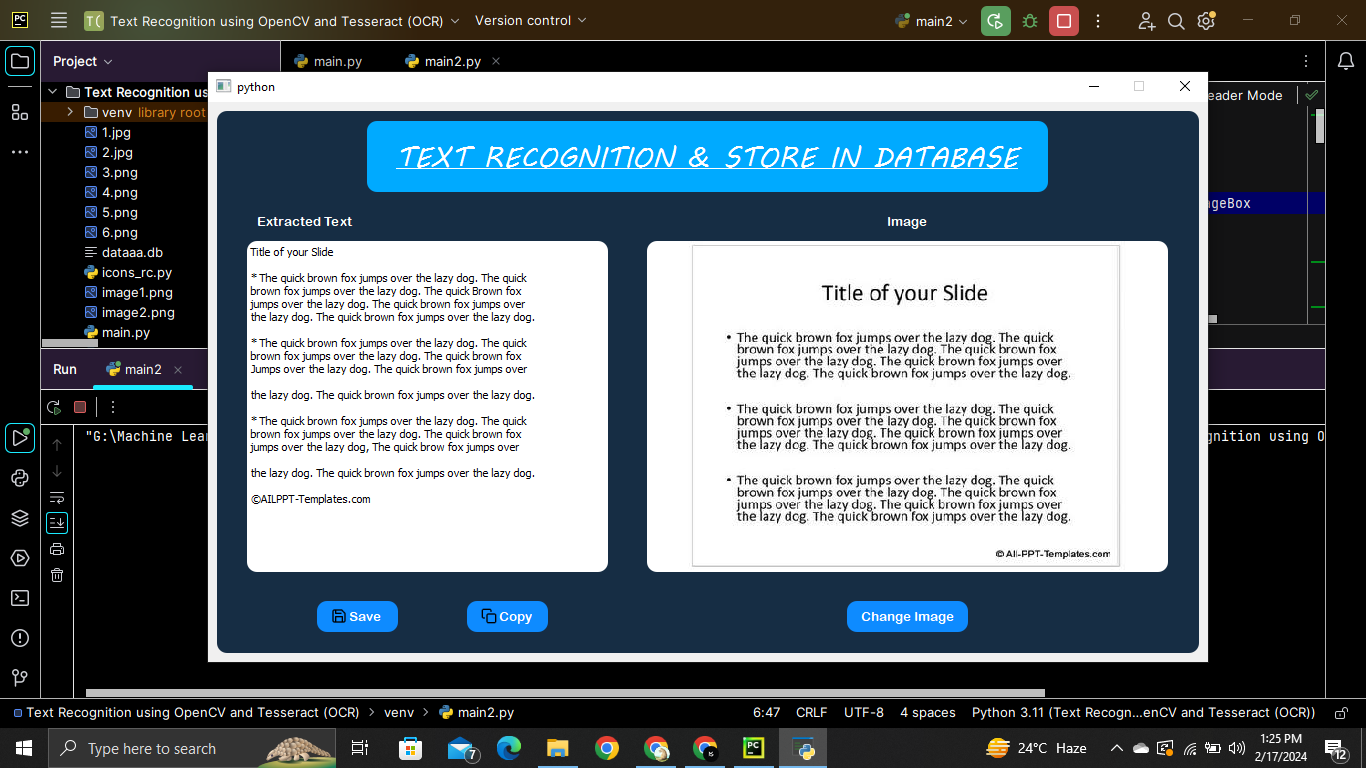 PC
TC
Text Recognition using OpenCV and Tesseract (OCR)
Version control
main2
Project
main.py
main2.py
Text Recognition us
venv library root
1.jpg
2.jpg
3.png
4.png
5.png
6.png
dataaa.db
icons_rc.py
image1.png
image2.png
main.py
eader Mode
ageBox
python
TEXT RECOGNITION & STORE IN DATABASE
Extracted Text
Title of your Slide
* The quick brown fox jumps over the lazy dog. The quick
brown fox jumps over the lazy dog. The quick Brown fox
jumps over the lazy dog. The quick brown fox jumps over
the lazy dog. The quick brown fox jumps over the lazy dog.
* The quick brown fox jumps over the lazy dog. The quick
brown fox jumps over the lazy dog. The quick brown fox
Jumps over the lazy dog. The quick brown fox jumps over
the lazy dog. The quick brown fox jumps over the lazy dog.
* The quick brown fox jumps over the lazy dog. The quick
brown fox jumps over the lazy dog. The quick brown fox
jumps over the lazy dog, The quick brow fox jumps over
the lazy dog. The quick brown fox jumps over the lazy dog.
©AILPPT-Templates.com
Image
Title of your Slide
• The quick brown fox jumps over the lazy dog. The quick
brown fox jumps over the lazy dog. The quick brown fox
jumps over the lazy dog. The quick brown fox jumps over
the lazy dog. The quick brown fox jumps over the lazy dog.
• The quick brown fox jumps over the lazy dog. The quick
brown fox jumps over the lazy dog. The quick brown fox
jumps over the lazy dog. The quick brown fox jumps over
the lazy dog. The quick brown fox jumps over the lazy dog.
• The quick brown fox jumps over the lazy dog. The quick
brown fox jumps over the lazy dog. The quick brown fox
jumps over the lazy dog. The quick brown fox jumps over
the lazy dog. The quick brown fox jumps over the lazy dog.
© All-PPT-Templates.com
Save
Copy
Change Image
Run
main2
"G:\Machine Lear
gnition using O
Text Recognition using OpenCV and Tesseract (OCR) > venv > main2.py
6:47 CRLF UTF-8 4 spaces Python 3.11 (Text Recogn...enCV and Tesseract (OCR))
Type here to search
7
PC
24°C Haze
1:25 PM
2/17/2024
12